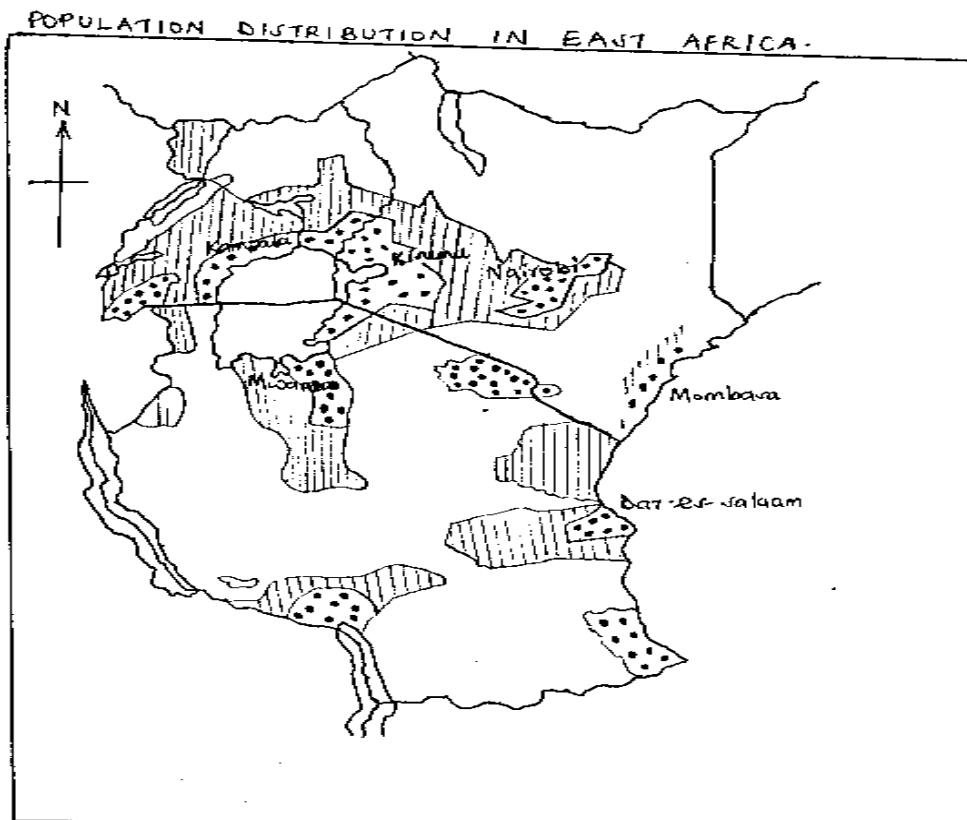 POPULATION DISTRIBUTION IN EAST AFRICA.
N
Kampala
Kisumu
Nairobi
Mwanza
Mombasa
Dar-es-salaam